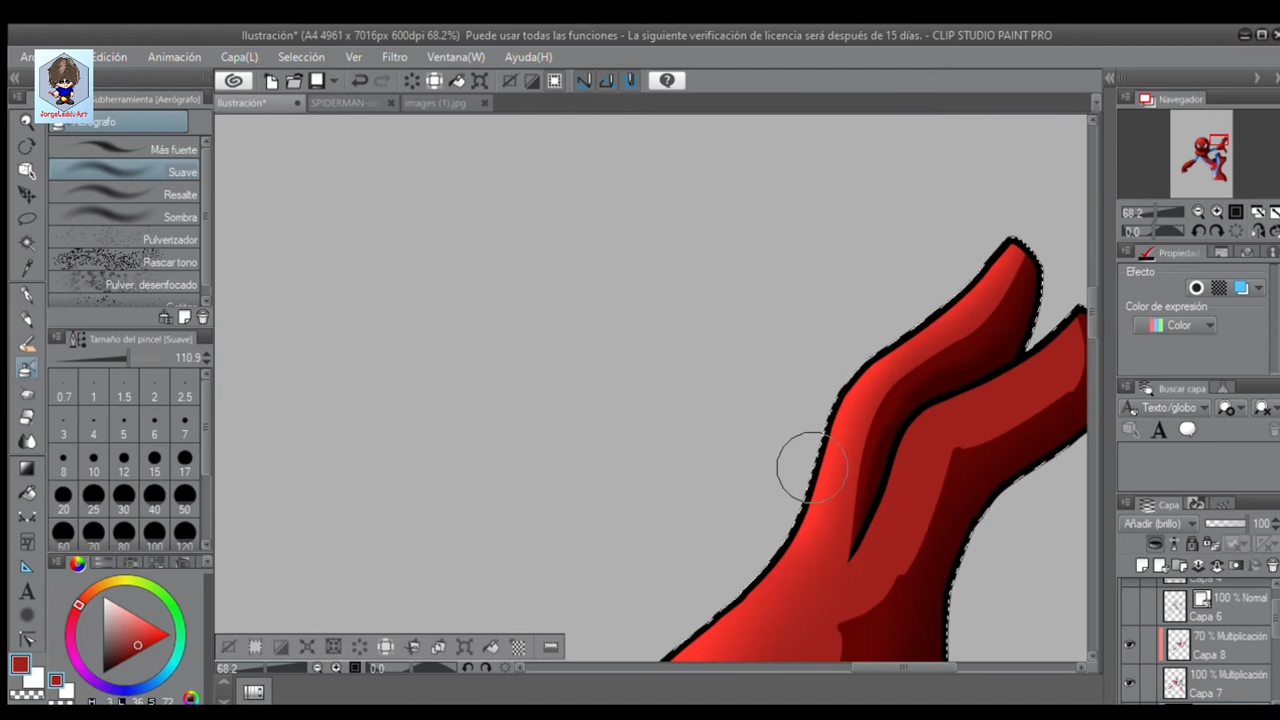 Ilustración* (A4 4961 x 7016px 600dpi 68.2%) Puede usar todas las funciones - La siguiente verificación de licencia será después de 15 días. - CLIP STUDIO PAINT PRO
Edición Animación Capa(L) Selección Ver Filtro Ventana(W) Ayuda(H)
JorgeLedduArt
Subherramienta [Aerógrafo]
Ilustración* images (1).jpg
Más fuerte
Suave
Resalte
Sombra
Pulverizador
Rascar tono
Pulver. desenfocado
Tamaño del pincel [Suave]
110.9
0.7 1 1.5 2 2.5
3 4 5 6 7
8 10 12 15 17
20 25 30 40 50
60 70 80 100 120
68.2 0.0
Navegador
68.2
0.0
Propiedad
Efecto
Color de expresión
Color
Buscar capa
Texto/globo
A
Capa
Añadir (brillo) 100
100 % Normal
Capa 6
70 % Multiplicación
Capa 8
100 % Multiplicación
Capa 7